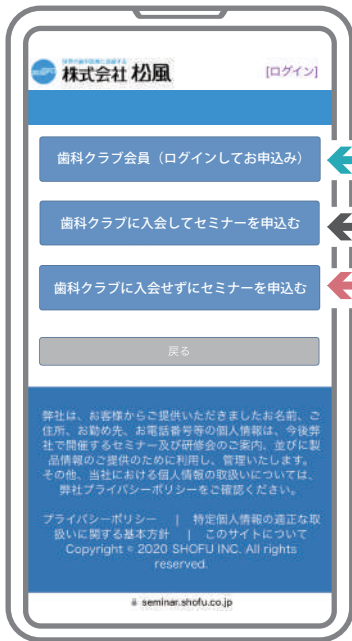 株式会社 松風
[ログイン]
歯科クラブ会員（ログインしてお申込み）
歯科クラブに入会してセミナーを申込む
歯科クラブに入会せずにセミナーを申込む
戻る
弊社は、お客様からご提供いただきましたお名前、ご
住所、お勤め先、お電話番号等の個人情報は、今後弊
社で開催するセミナー及び研修会のご案内、並びに製
品情報のご提供のために利用し、管理いたします。
その他、当社における個人情報の取扱いについては、
弊社プライバシーポリシーをご確認ください。
プライバシーポリシー ｜ 特定個人情報の適正な取
扱いに関する基本方針 ｜ このサイトについて
Copyright © 2020 SHOFU INC. All rights
reserved.
seminar.shofu.co.jp